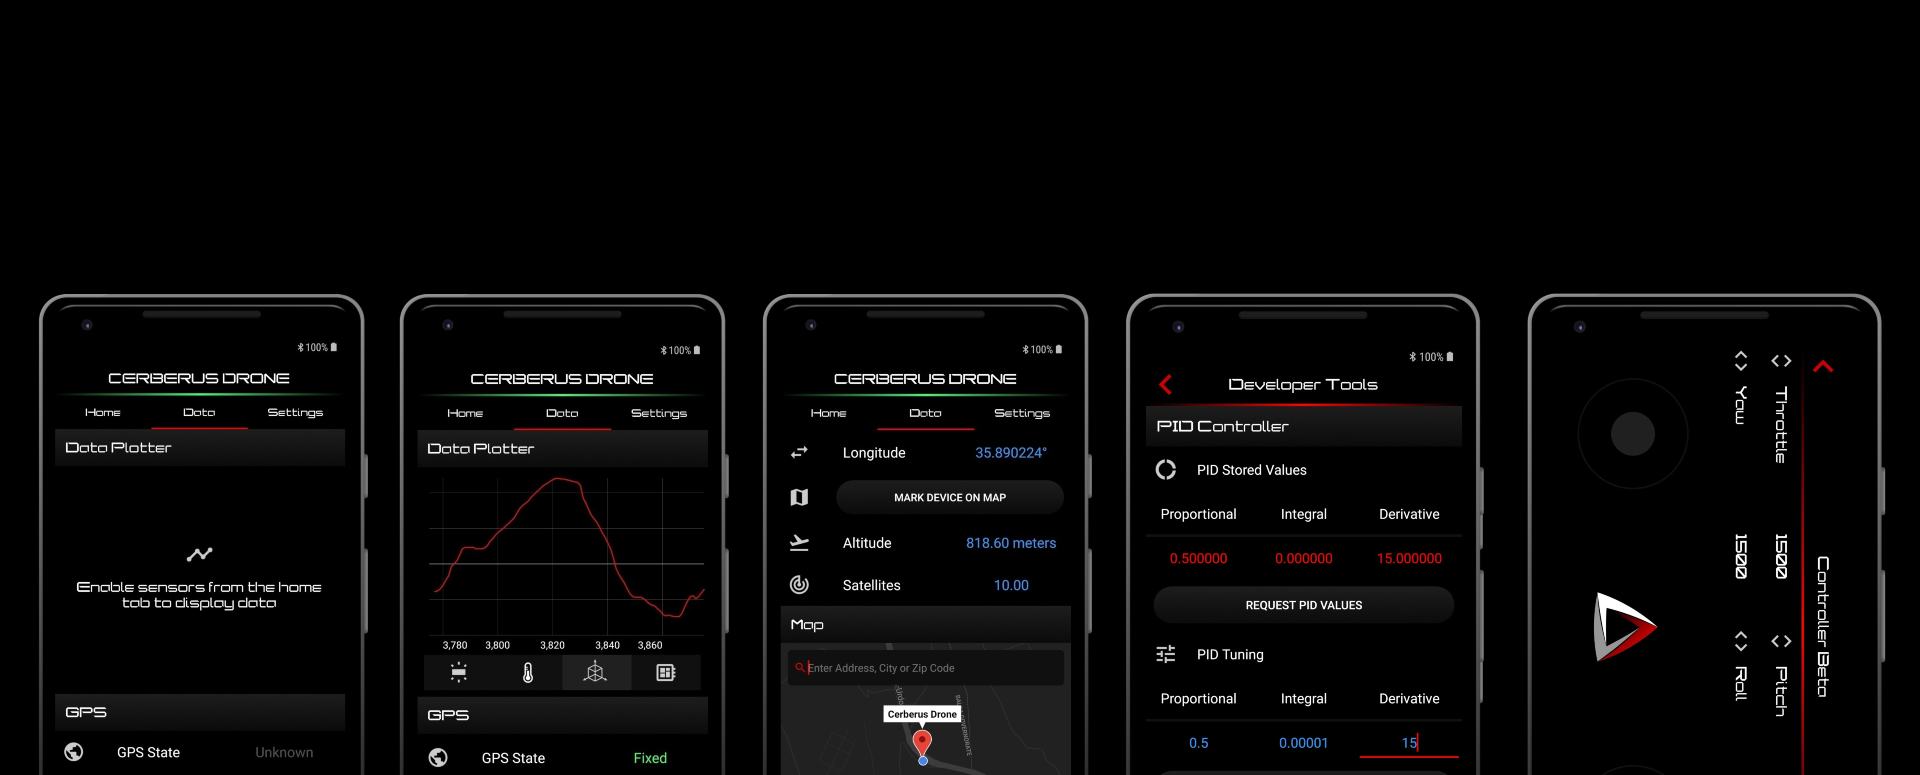 100%
CERBERUS DRONE
Home Data Settings
Data Plotter
Enable sensors from the home
tab to display data
GPS
GPS State Unknown
100%
CERBERUS DRONE
Home Data Settings
Data Plotter
3,780 3,800 3,820 3,840 3,860
GPS
GPS State Fixed
100%
CERBERUS DRONE
Home Data Settings
Longitude 35.890224°
MARK DEVICE ON MAP
Altitude 818.60 meters
Satellites 10.00
Map
Enter Address, City or Zip Code
Cerberus Drone
100%
Developer Tools
PID Controller
PID Stored Values
Proportional Integral Derivative
0.500000 0.000000 15.000000
REQUEST PID VALUES
PID Tuning
Proportional Integral Derivative
0.5 0.00001 15
Controller Beta
Throttle 1500 Pitch
Yaw 1500 Roll